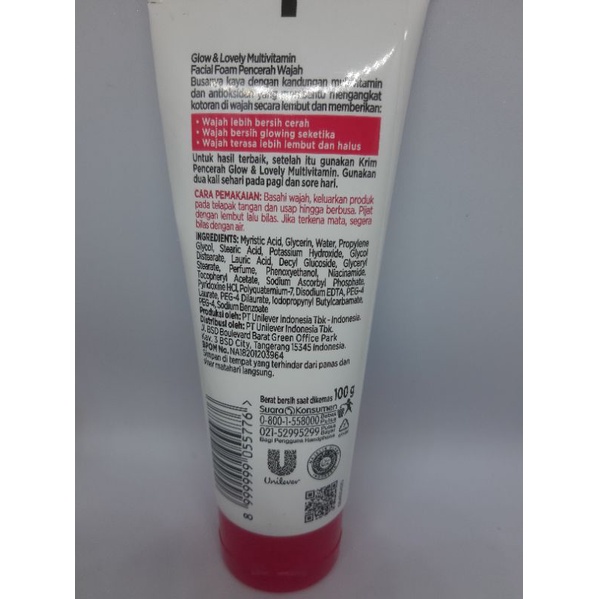 Glow & Lovely Multivitamin
Facial Foam Pencerah Wajah
Busanya kaya dengan kandungan multivitamin
dan antioksidan yang membantu mengangkat
kotoran di wajah secara lembut dan memberikan:
• Wajah lebih bersih cerah
• Wajah bersih glowing seketika
• Wajah terasa lebih lembut dan halus
Untuk hasil terbaik, setelah itu gunakan Krim
Pencerah Glow & Lovely Multivitamin. Gunakan
dua kali sehari pada pagi dan sore hari.
CARA PEMAKAIAN: Basahi wajah, keluarkan produk
pada telapak tangan dan usap hingga berbusa. Pijat
dengan lembut lalu bilas. Jika terkena mata, segera
bilas dengan air.
INGREDIENTS: Myristic Acid, Glycerin, Water, Propylene
Glycol, Stearic Acid, Potassium Hydroxide, Glycol
Distearate, Lauric Acid, Decyl Glucoside, Glyceryl
Stearate, Perfume, Phenoxyethanol, Niacinamide,
Tocopheryl Acetate, Sodium Ascorbyl Phosphate,
Pyridoxine HCl, Polyquaternium-7, Disodium EDTA, PEG-4
Laurate, PEG-4 Dilaurate, Iodopropynyl Butylcarbamate,
PEG-4, Sodium Benzoate
Produksi oleh: PT Unilever Indonesia Tbk - Indonesia.
Distribusi oleh: PT Unilever Indonesia Tbk.
Jl. BSD Boulevard Barat Green Office Park
Kav. 3 BSD City, Tangerang 15345 Indonesia.
BPOM No. NA18201203964
Simpan di tempat yang terhindar dari panas dan
sinar matahari langsung.
Berat bersih saat dikemas 100 g
Suara Konsumen
0-800-1-558000 Bebas Pulsa
021-52995299 Pulsa Bayar
Bagi Pengguna Handphone
8 999999 055776 >
Unilever